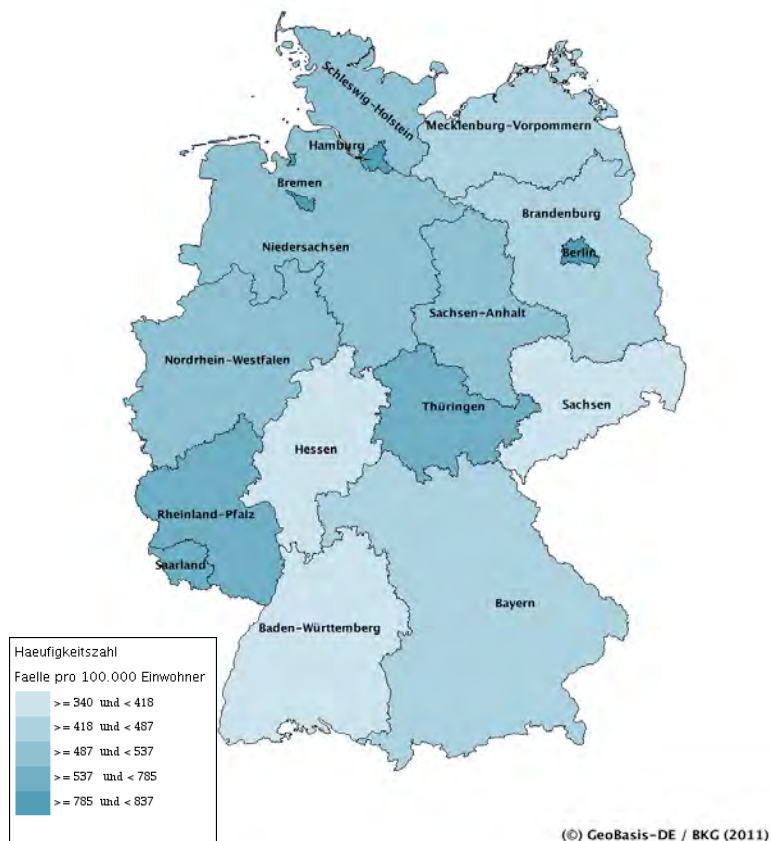 Schleswig-Holstein
Mecklenburg-Vorpommern
Hamburg
Bremen
Brandenburg
Berlin
Niedersachsen
Sachsen-Anhalt
Nordrhein-Westfalen
Thüringen
Sachsen
Hessen
Rheinland-Pfalz
Saarland
Bayern
Baden-Württemberg
Haeufigkeitszahl
Faelle pro 100.000 Einwohner
>= 340 und < 418
>= 418 und < 487
>= 487 und < 537
>= 537 und < 785
>= 785 und < 837
(©) GeoBasis-DE / BKG (2011)